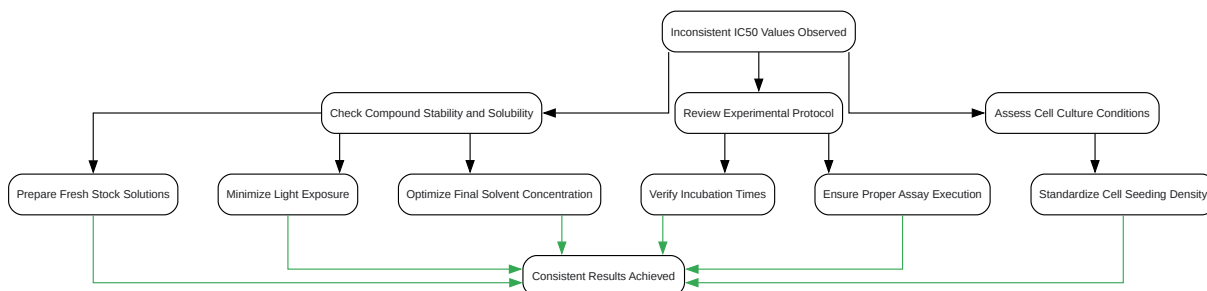 Inconsistent IC50 Values Observed
Check Compound Stability and Solubility
Review Experimental Protocol
Assess Cell Culture Conditions
Prepare Fresh Stock Solutions
Minimize Light Exposure
Optimize Final Solvent Concentration
Verify Incubation Times
Ensure Proper Assay Execution
Standardize Cell Seeding Density
Consistent Results Achieved